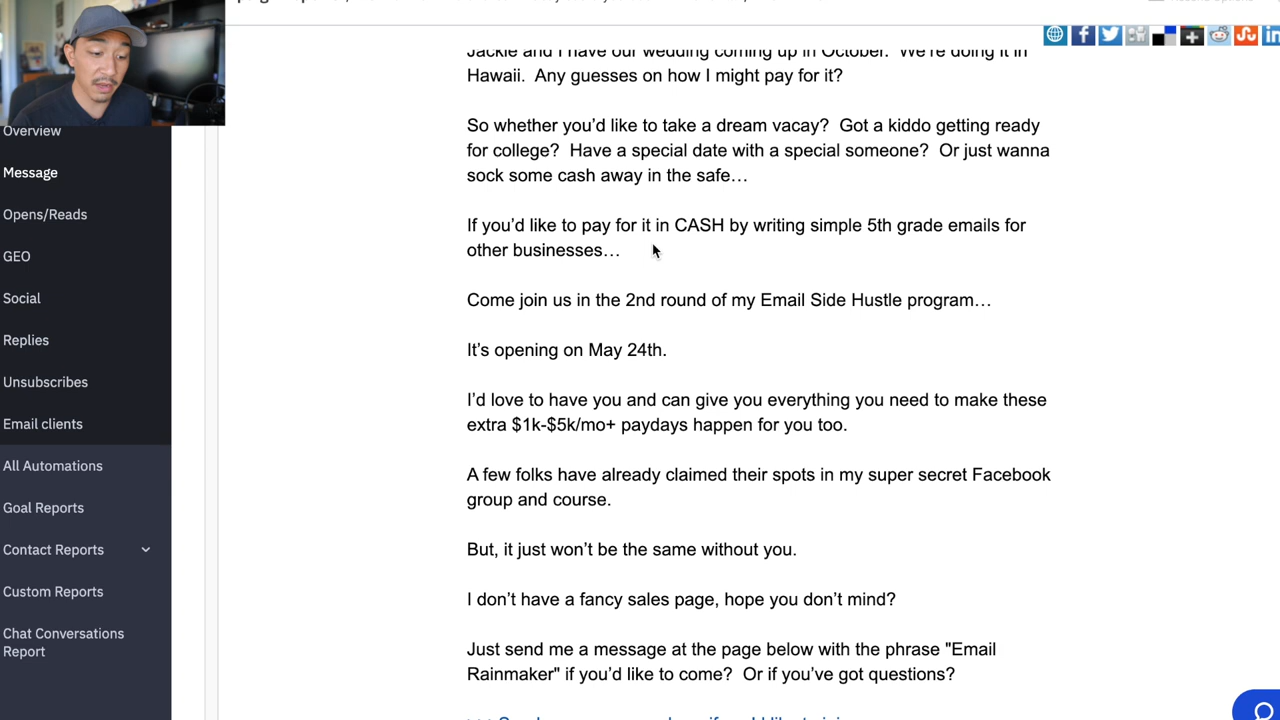 Jackie and I have our wedding coming up in October. We're doing it in
Hawaii. Any guesses on how I might pay for it?
So whether you'd like to take a dream vacay? Got a kiddo getting ready
for college? Have a special date with a special someone? Or just wanna
sock some cash away in the safe…
If you'd like to pay for it in CASH by writing simple 5th grade emails for
other businesses…
Come join us in the 2nd round of my Email Side Hustle program…
It's opening on May 24th.
I'd love to have you and can give you everything you need to make these
extra $1k-$5k/mo+ paydays happen for you too.
A few folks have already claimed their spots in my super secret Facebook
group and course.
But, it just won't be the same without you.
I don't have a fancy sales page, hope you don't mind?
Just send me a message at the page below with the phrase "Email
Rainmaker" if you'd like to come? Or if you've got questions?
Overview
Message
Opens/Reads
GEO
Social
Replies
Unsubscribes
Email clients
All Automations
Goal Reports
Contact Reports
Custom Reports
Chat Conversations
Report